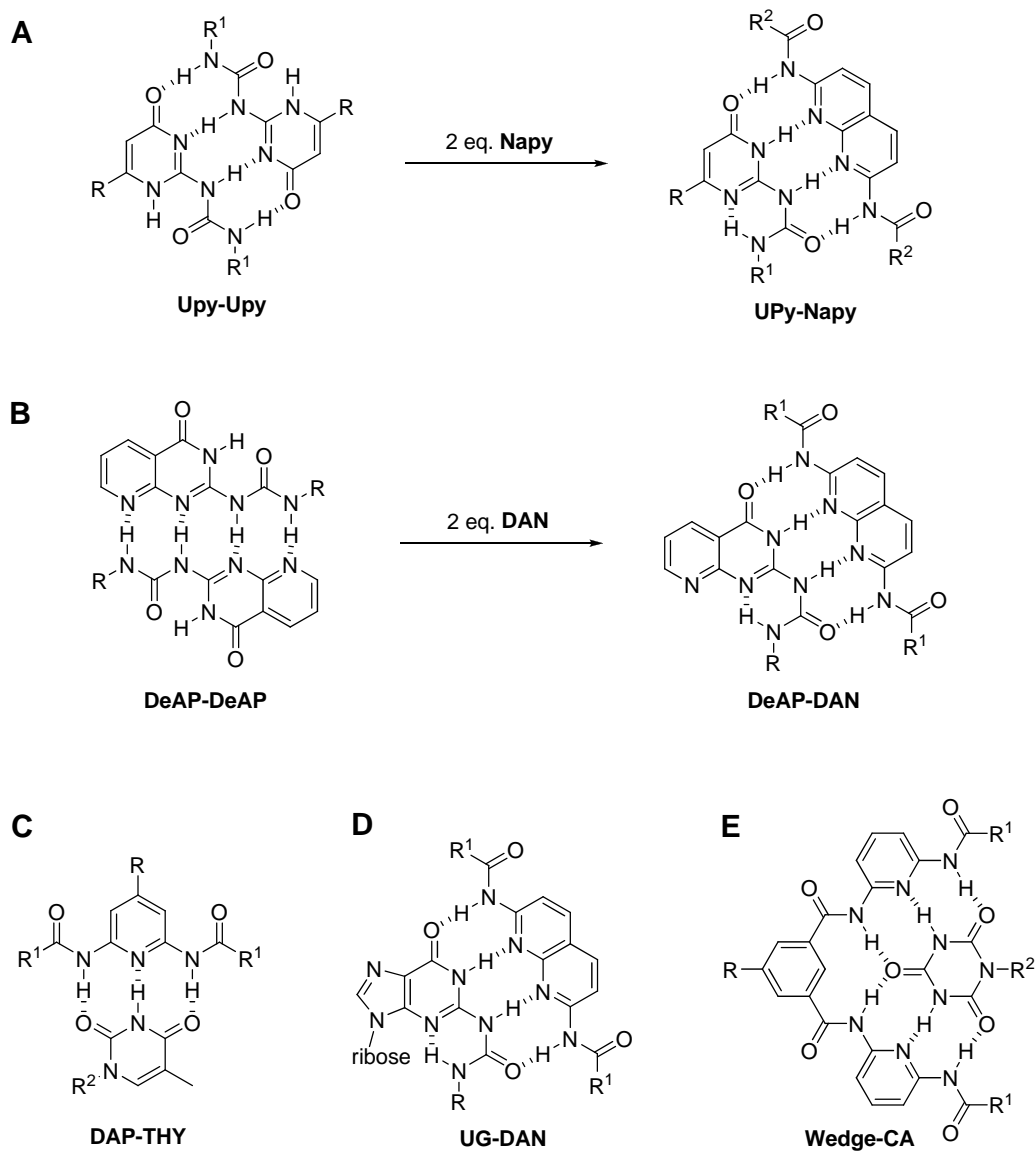 A
2 eq. Napy
Upy-Upy
UPy-Napy
B
2 eq. DAN
DeAP-DeAP
DeAP-DAN
C
DAP-THY
D
ribose
UG-DAN
E
Wedge-CA